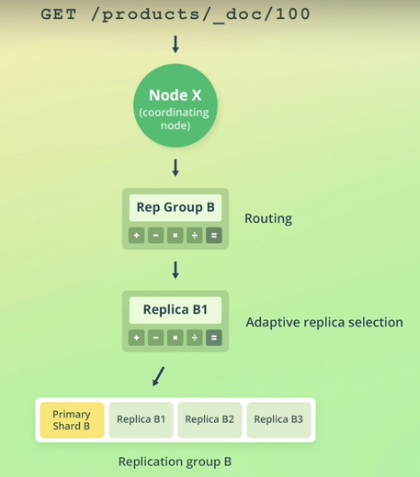 GET /products/_doc/100
Node X
(coordinating
node)
Rep Group B
+ - × ÷ =
Routing
Replica B1
+ - × ÷ =
Adaptive replica selection
Primary
Shard B
Replica B1
Replica B2
Replica B3
Replication group B